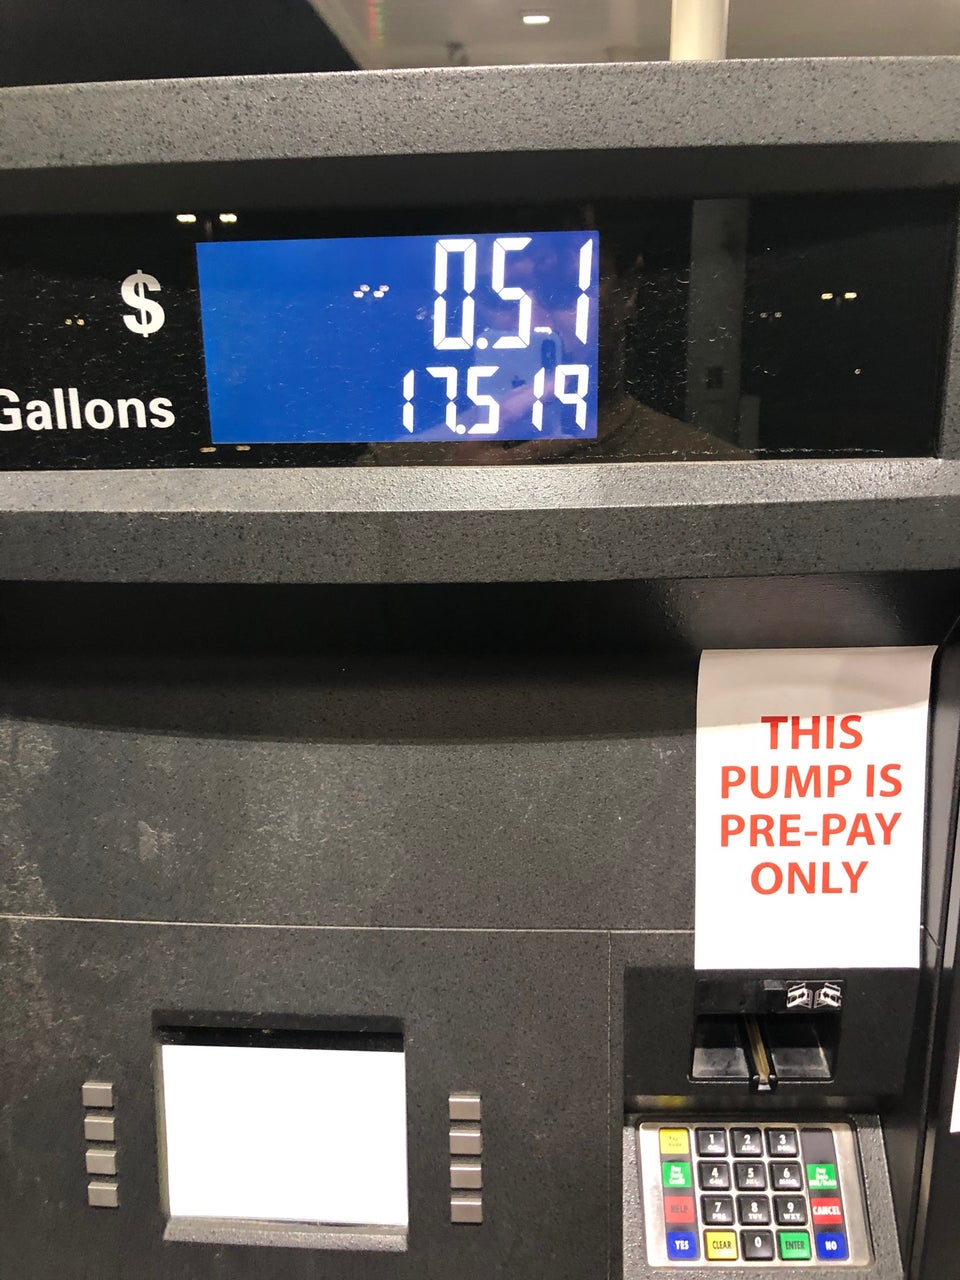 $ 0.51
Gallons 17.519
THIS
PUMP IS
PRE-PAY
ONLY
1 2 3
4 5 6
7 8 9
HELP CANCEL
YES CLEAR 0 ENTER NO